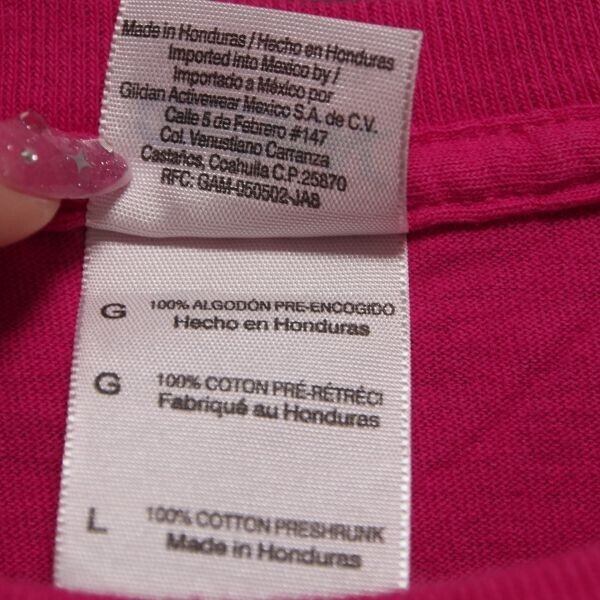 Made in Honduras / Hecho en Honduras
Imported into Mexico by /
Importado a México por
Gildan Activewear Mexico S.A. de C.V.
Calle 5 de Febrero #147
Col. Venustiano Carranza
Castaños, Coahuila C.P. 25870
RFC: GAM-050502-JA8
G 100% ALGODÓN PRE-ENCOGIDO
Hecho en Honduras
G 100% COTON PRÉ-RÉTRÉCI
Fabriqué au Honduras
L 100% COTTON PRESHRUNK
Made in Honduras